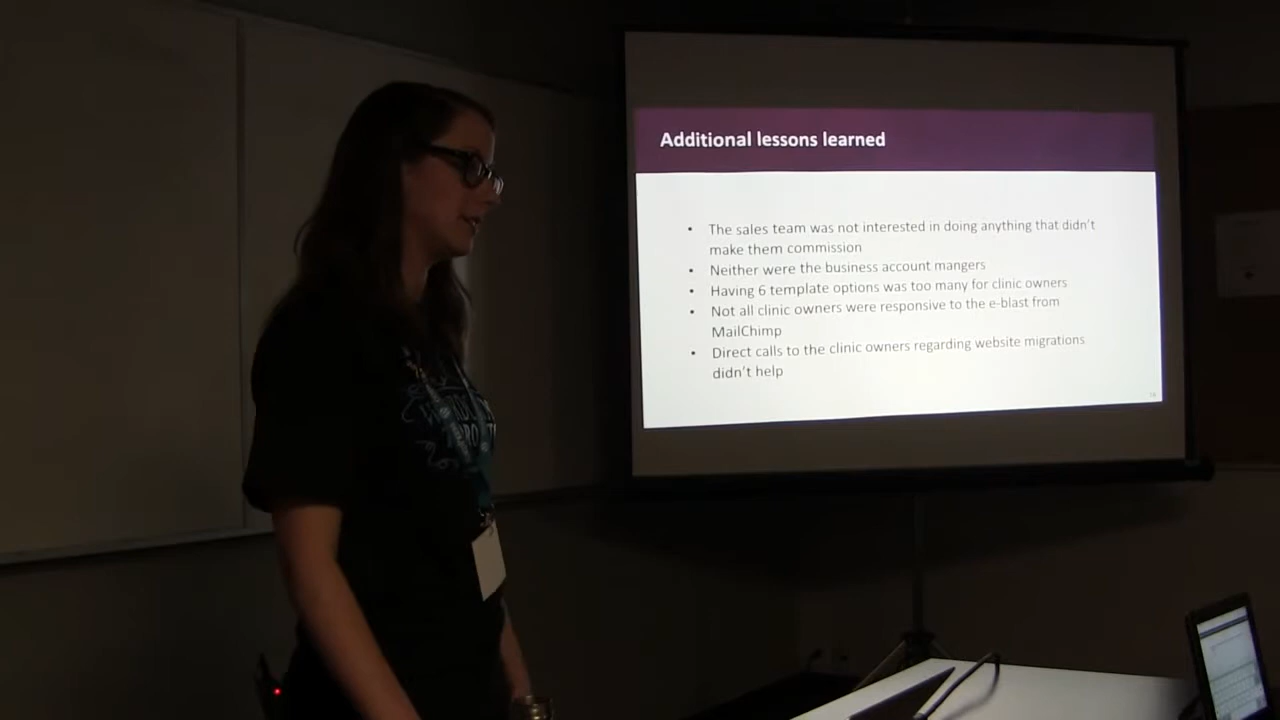 Additional lessons learned
• The sales team was not interested in doing anything that didn't
make them commission
• Neither were the business account mangers
• Having 6 template options was too many for clinic owners
• Not all clinic owners were responsive to the e-blast from
MailChimp
• Direct calls to the clinic owners regarding website migrations
didn't help